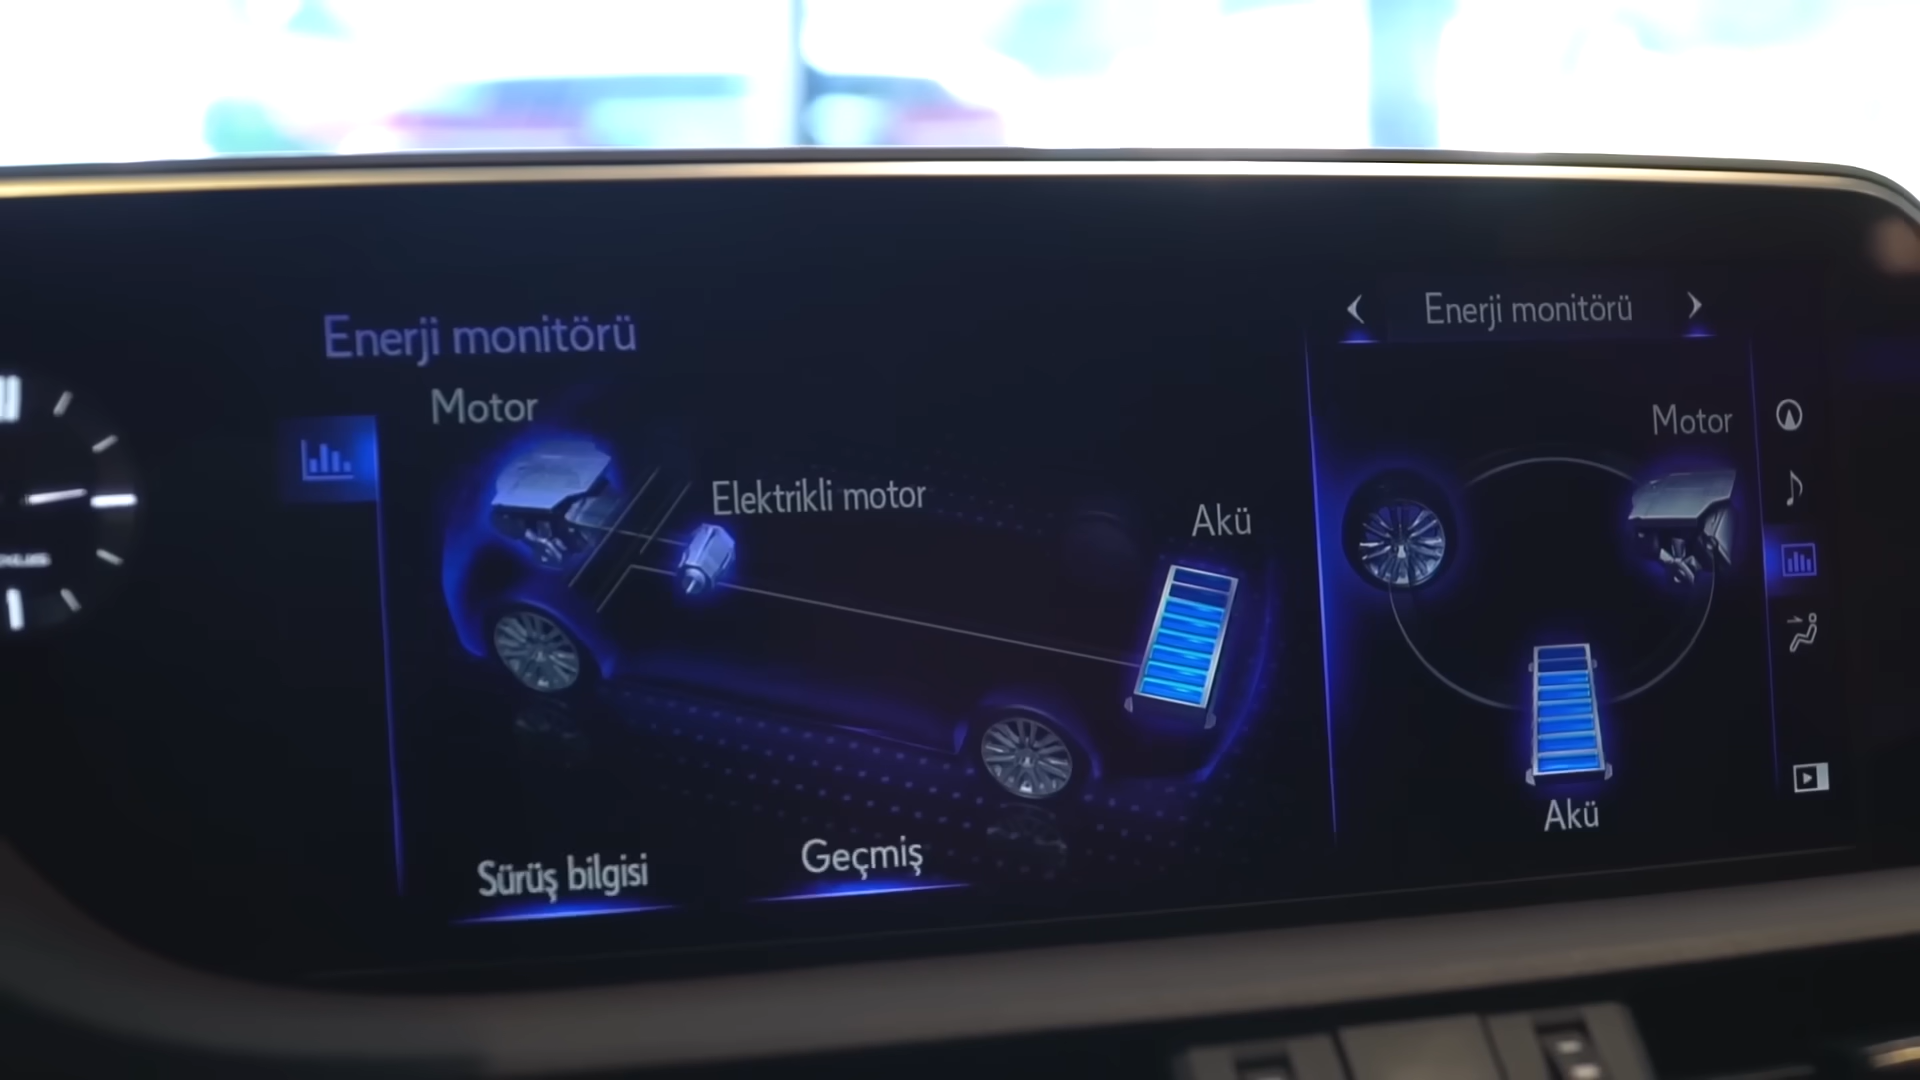 Enerji monitörü
Motor
Elektrikli motor
Akü
Sürüş bilgisi
Geçmiş
Enerji monitörü
Motor
Akü